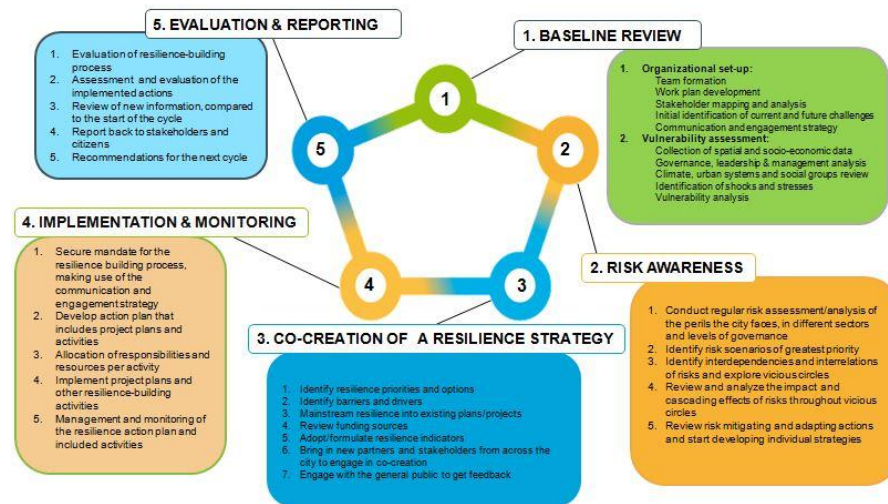 1. BASELINE REVIEW
1. Organizational set-up:
Team formation
Work plan development
Stakeholder mapping and analysis
Initial identification of current and future challenges
Communication and engagement strategy
2. Vulnerability assessment:
Collection of spatial and socio-economic data
Governance, leadership & management analysis
Climate, urban systems and social groups review
Identification of shocks and stresses
Vulnerability analysis
2. RISK AWARENESS
1. Conduct regular risk assessment/analysis of
the perils the city faces, in different sectors
and levels of governance
2. Identify risk scenarios of greatest priority
3. Identify interdependencies and interrelations
of risks and explore vicious circles
4. Review and analyze the impact and
cascading effects of risks throughout vicious
circles
5. Review risk mitigating and adapting actions
and start developing individual strategies
3. CO-CREATION OF A RESILIENCE STRATEGY
1. Identify resilience priorities and options
2. Identify barriers and drivers
3. Mainstream resilience into existing plans/projects
4. Review funding sources
5. Adopt/formulate resilience indicators
6. Bring in new partners and stakeholders from across the
city to engage in co-creation
7. Engage with the general public to get feedback
4. IMPLEMENTATION & MONITORING
1. Secure mandate for the
resilience building process,
making use of the
communication and
engagement strategy
2. Develop action plan that
includes project plans and
activities
3. Allocation of responsibilities and
resources per activity
4. Implement project plans and
other resilience-building
activities
5. Management and monitoring of
the resilience action plan and
included activities
5. EVALUATION & REPORTING
1. Evaluation of resilience-building
process
2. Assessment and evaluation of the
implemented actions
3. Review of new information, compared
to the start of the cycle
4. Report back to stakeholders and
citizens
5. Recommendations for the next cycle
1
2
3
4
5